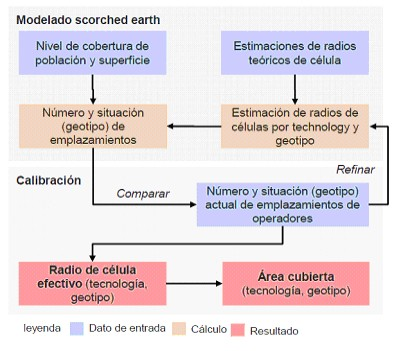 Modelado scorched earth
Nivel de cobertura de
población y superficie
Estimaciones de radios
teóricos de célula
Número y situación
(geotipo) de
emplazamientos
Estimación de radios de
células por technology y
geotipo
Calibración
Comparar
Refinar
Número y situación (geotipo)
actual de emplazamientos de
operadores
Radio de célula
efectivo (tecnología,
geotipo)
Área cubierta
(tecnología, geotipo)
leyenda
Dato de entrada
Cálculo
Resultado